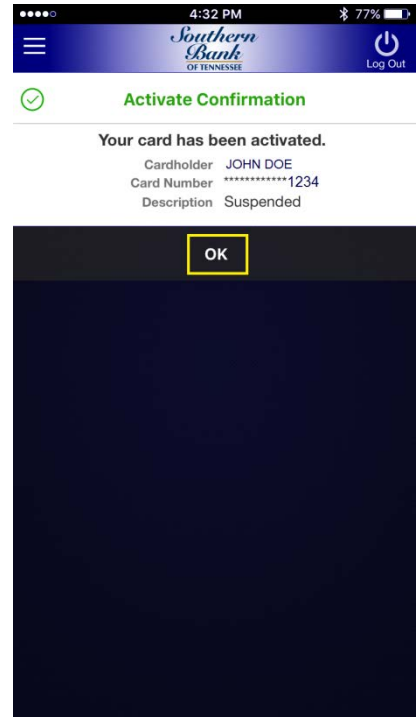 4:32 PM
77%
Southern
Bank
OF TENNESSEE
Log Out
Activate Confirmation
Your card has been activated.
Cardholder JOHN DOE
Card Number ************1234
Description Suspended
OK